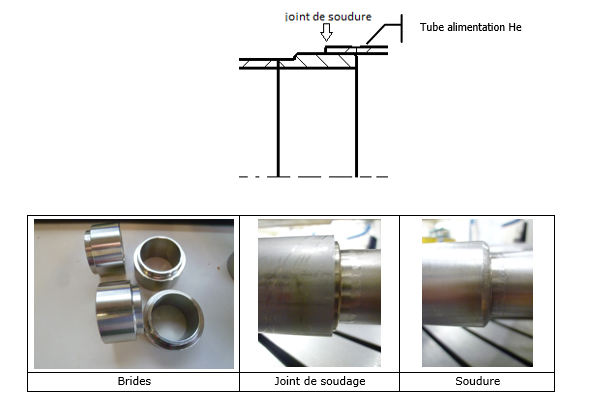 joint de soudure
Tube alimentation He
Brides
Joint de soudage
Soudure